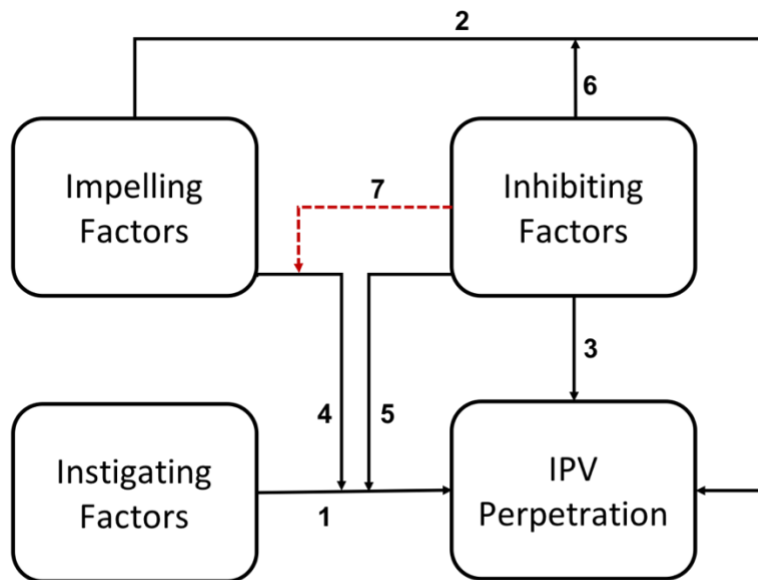 2
6
Impelling
Factors
Inhibiting
Factors
7
3
4
5
Instigating
Factors
1
IPV
Perpetration